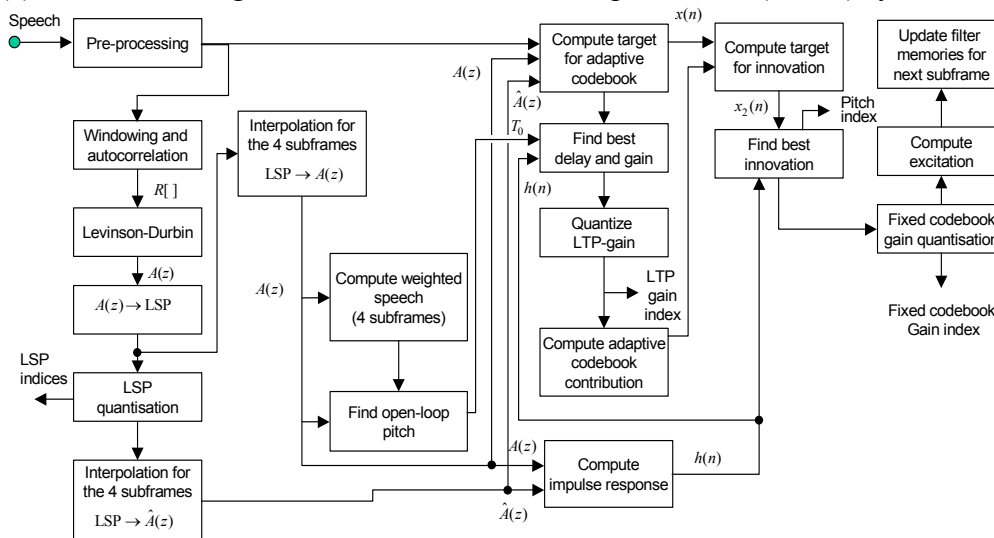 Speech
Pre-processing
Windowing and
autocorrelation
R[ ]
Levinson-Durbin
A(z)
A(z) → LSP
LSP
indices
LSP
quantisation
Interpolation for
the 4 subframes
LSP → Â(z)
Interpolation for
the 4 subframes
LSP → A(z)
A(z)
Compute weighted
speech
(4 subframes)
Find open-loop
pitch
A(z)
Â(z)
T₀
h(n)
Compute target
for adaptive
codebook
Find best
delay and gain
Quantize
LTP-gain
LTP
gain
index
Compute adaptive
codebook
contribution
A(z)
Â(z)
Compute
impulse response
h(n)
x(n)
Compute target
for innovation
x₂(n)
Pitch
index
Find best
innovation
Update filter
memories for
next subframe
Compute
excitation
Fixed codebook
gain quantisation
Fixed codebook
Gain index